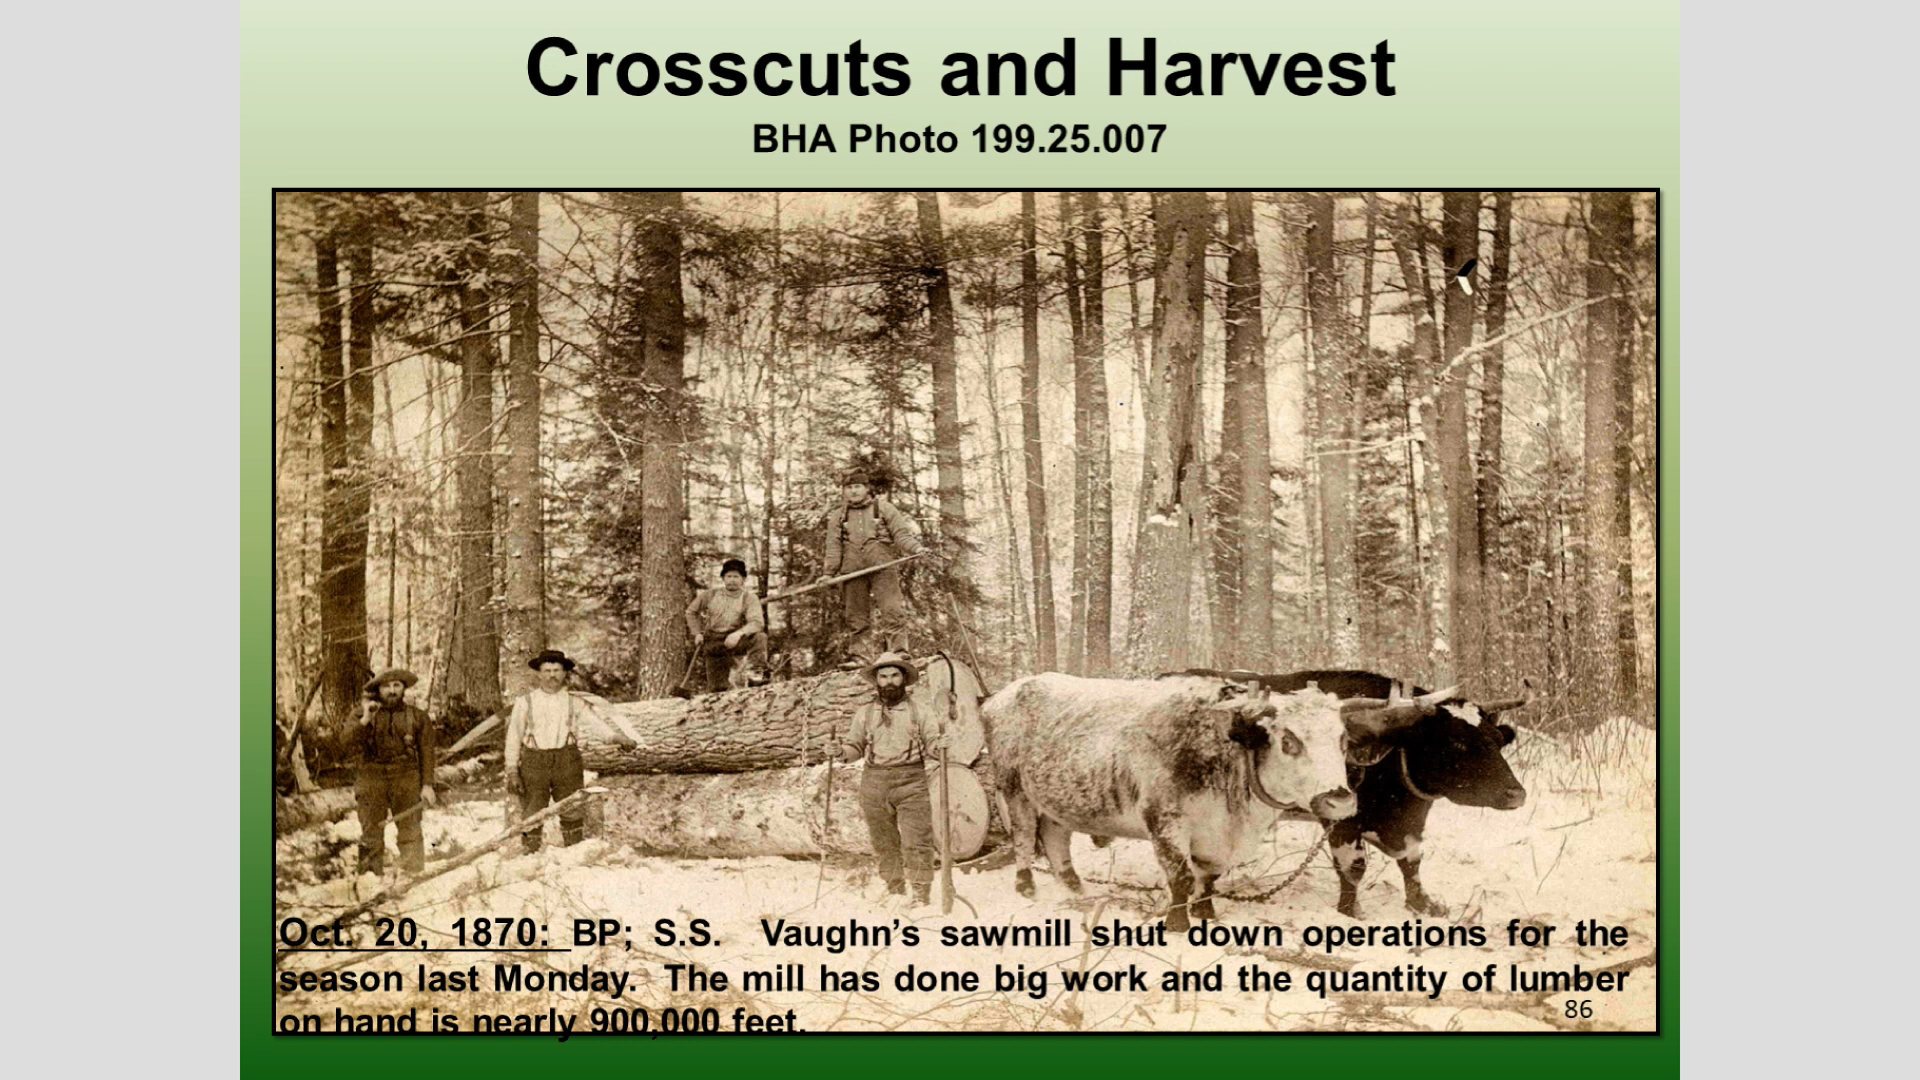 Crosscuts and Harvest
BHA Photo 199.25.007
Oct. 20, 1870: BP; S.S. Vaughn’s sawmill shut down operations for the
season last Monday. The mill has done big work and the quantity of lumber
on hand is nearly 900,000 feet.
86